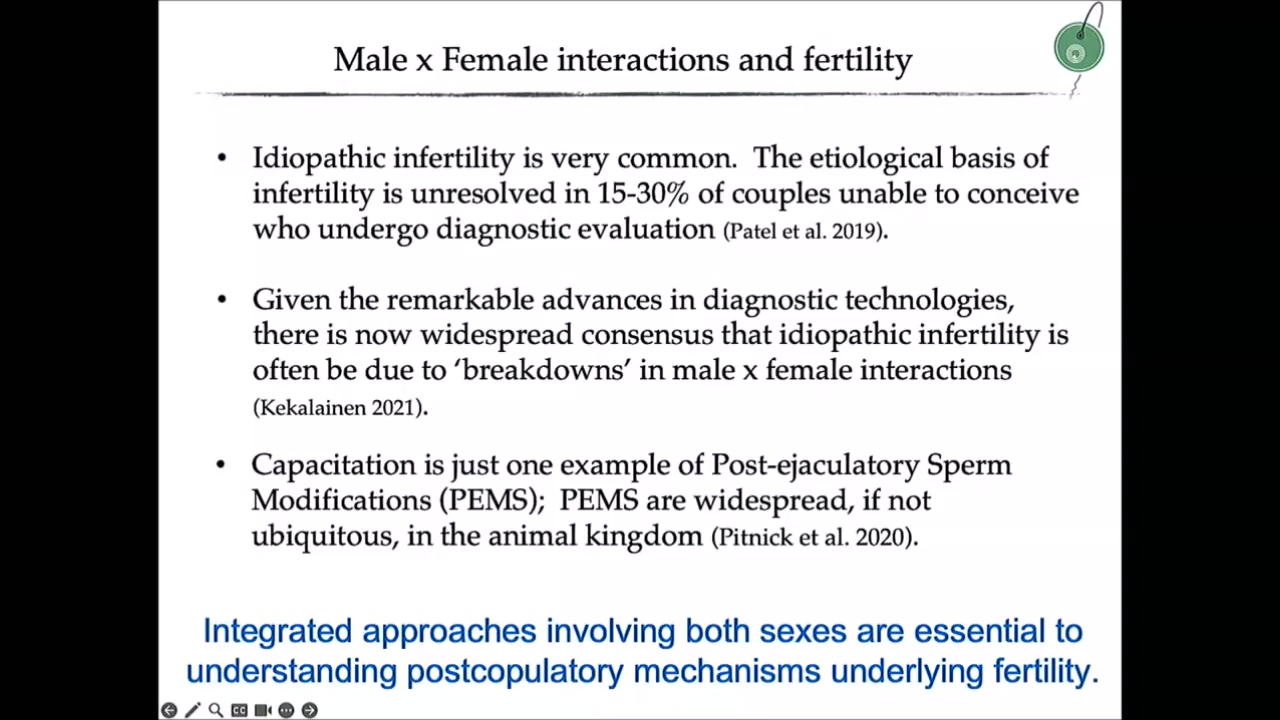 Male x Female interactions and fertility
• Idiopathic infertility is very common.  The etiological basis of
infertility is unresolved in 15-30% of couples unable to conceive
who undergo diagnostic evaluation (Patel et al. 2019).
• Given the remarkable advances in diagnostic technologies,
there is now widespread consensus that idiopathic infertility is
often be due to ‘breakdowns’ in male x female interactions
(Kekalainen 2021).
• Capacitation is just one example of Post-ejaculatory Sperm
Modifications (PEMS);  PEMS are widespread, if not
ubiquitous, in the animal kingdom (Pitnick et al. 2020).
Integrated approaches involving both sexes are essential to
understanding postcopulatory mechanisms underlying fertility.
CC